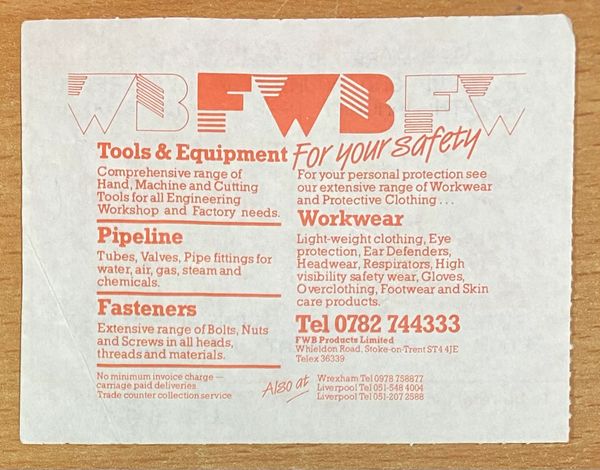 WB FWB FW
Tools & Equipment
Comprehensive range of
Hand, Machine and Cutting
Tools for all Engineering
Workshop and Factory needs.
Pipeline
Tubes, Valves, Pipe fittings for
water, air, gas, steam and
chemicals.
Fasteners
Extensive range of Bolts, Nuts
and Screws in all heads,
threads and materials.
No minimum invoice charge —
carriage paid deliveries
Trade counter collection service
For your safety
For your personal protection see
our extensive range of Workwear
and Protective Clothing ...
Workwear
Light-weight clothing, Eye
protection, Ear Defenders,
Headwear, Respirators, High
visibility safety wear, Gloves,
Overclothing, Footwear and Skin
care products.
Tel 0782 744333
FWB Products Limited
Whieldon Road, Stoke-on-Trent ST4 4JE
Telex 36339
Also at
Wrexham Tel 0978 758877
Liverpool Tel 051-548 4004
Liverpool Tel 051-207 2588